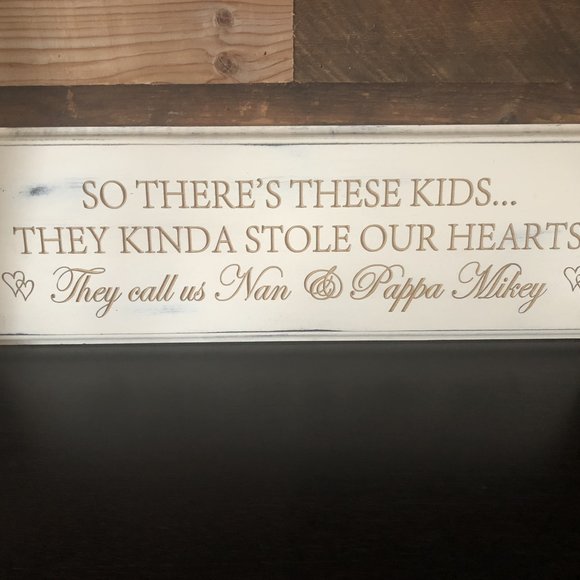 SO THERE'S THESE KIDS...
THEY KINDA STOLE OUR HEARTS
They call us Nan & Pappa Mikey